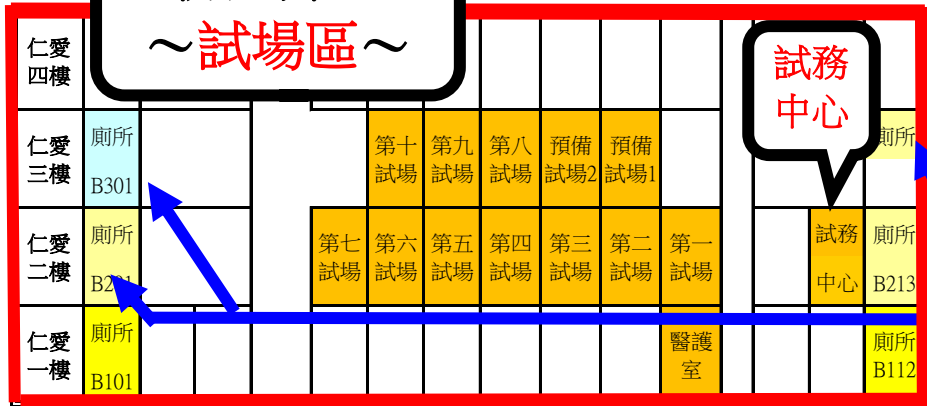 ～試場區～
試務
中心
仁愛
四樓
仁愛
三樓
廁所
B301
第十
試場
第九
試場
第八
試場
預備
試場2
預備
試場1
廁所
仁愛
二樓
廁所
第七
試場
第六
試場
第五
試場
第四
試場
第三
試場
第二
試場
第一
試場
試務
中心
廁所
B213
仁愛
一樓
廁所
B101
醫護
室
廁所
B112